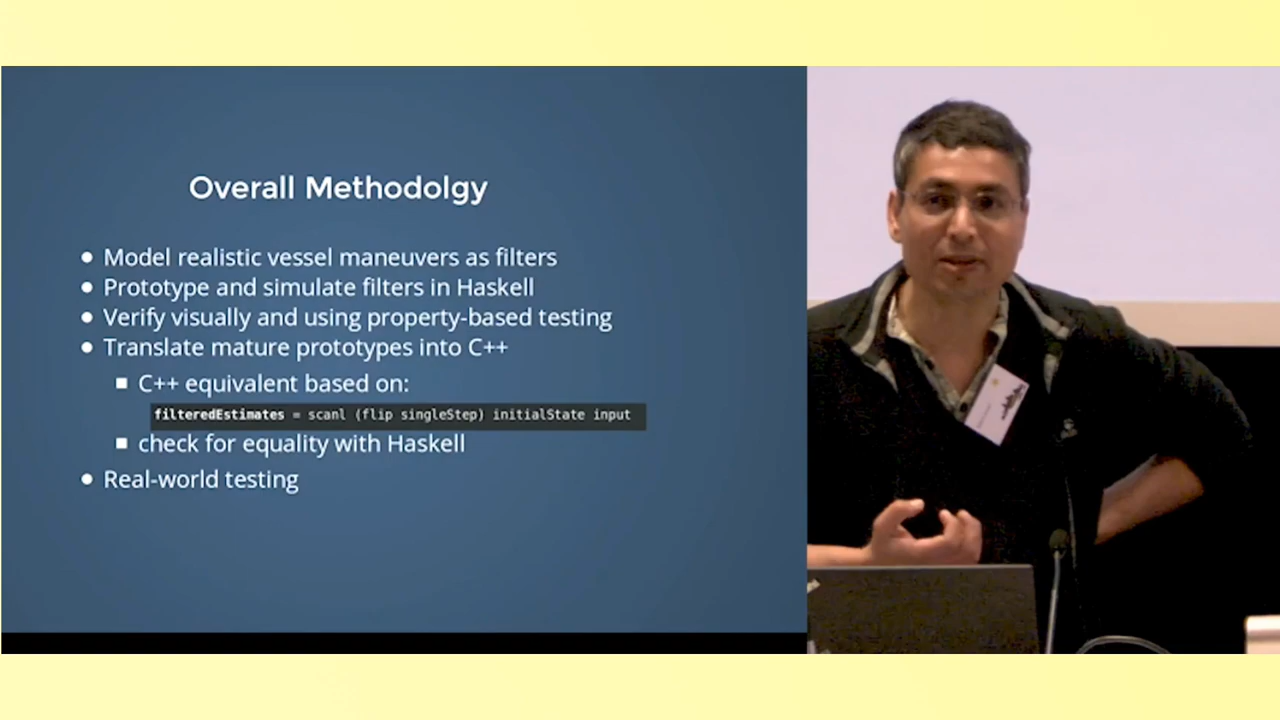 Overall Methodolgy
● Model realistic vessel maneuvers as filters
● Prototype and simulate filters in Haskell
● Verify visually and using property-based testing
● Translate mature prototypes into C++
■ C++ equivalent based on:
filteredEstimates = scanl (flip singleStep) initialState input
■ check for equality with Haskell
● Real-world testing